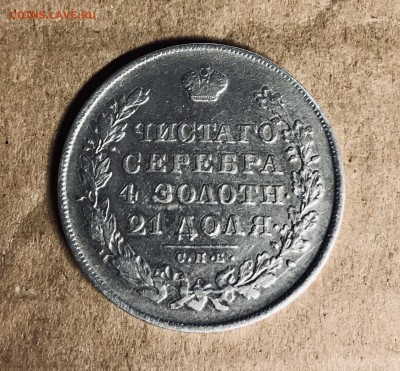 COINS.LAVE.RU
ЧИСТАГО
СЕРЕБРА
4 ЗОЛОТН.
21 ДОЛЯ.
С.П.Б.